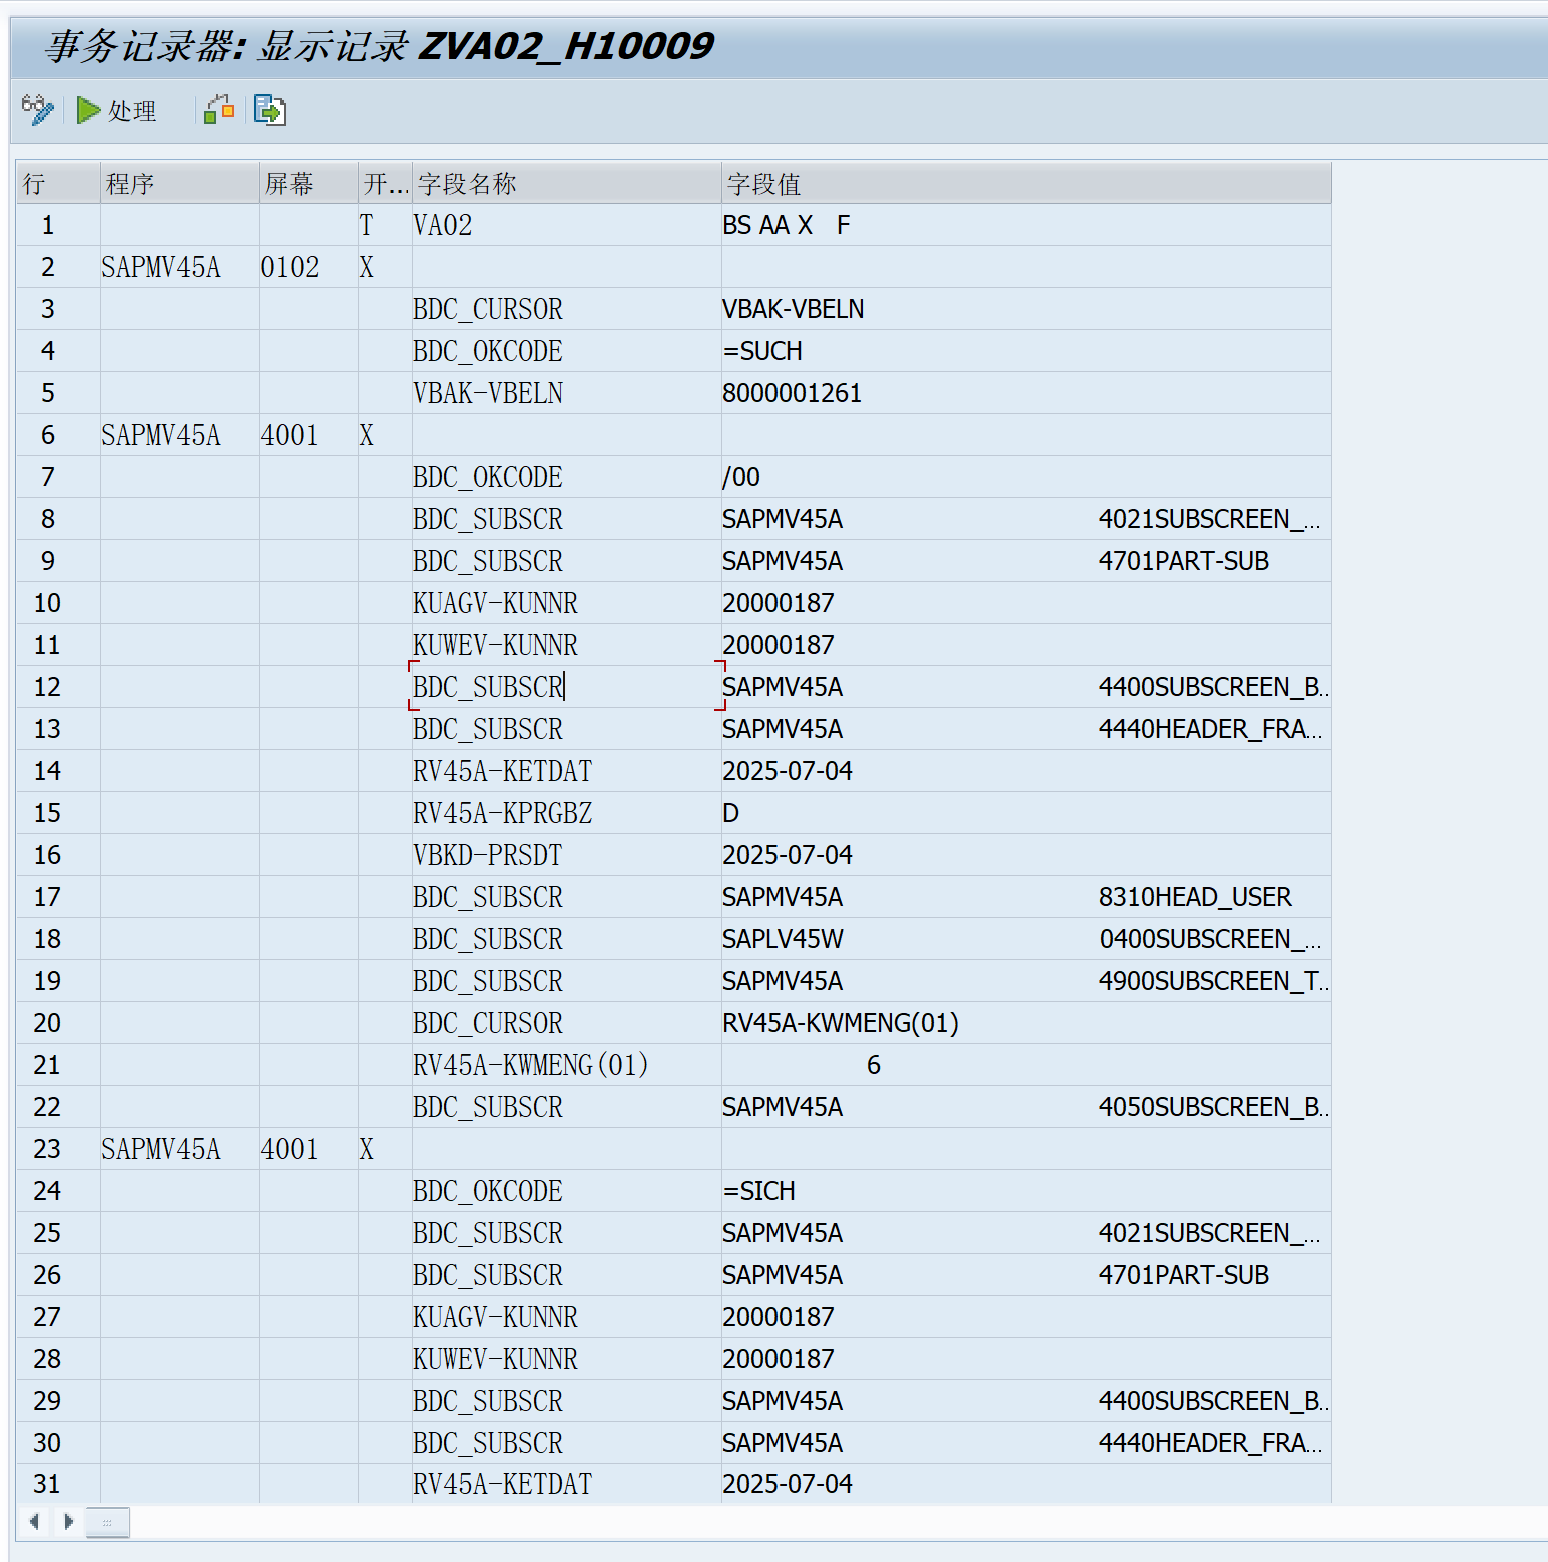 事务记录器: 显示记录 ZVA02_H10009
处理
行 程序 屏幕 开... 字段名称 字段值
1 T VA02 BS AA X F
2 SAPMV45A 0102 X
3 BDC_CURSOR VBAK-VBELN
4 BDC_OKCODE =SUCH
5 VBAK-VBELN 8000001261
6 SAPMV45A 4001 X
7 BDC_OKCODE /00
8 BDC_SUBSCR SAPMV45A 4021SUBSCREEN_...
9 BDC_SUBSCR SAPMV45A 4701PART-SUB
10 KUAGV-KUNNR 20000187
11 KUWEV-KUNNR 20000187
12 BDC_SUBSCR SAPMV45A 4400SUBSCREEN_B...
13 BDC_SUBSCR SAPMV45A 4440HEADER_FRA...
14 RV45A-KETDAT 2025-07-04
15 RV45A-KPRGBZ D
16 VBKD-PRSDT 2025-07-04
17 BDC_SUBSCR SAPMV45A 8310HEAD_USER
18 BDC_SUBSCR SAPLV45W 0400SUBSCREEN_...
19 BDC_SUBSCR SAPMV45A 4900SUBSCREEN_T...
20 BDC_CURSOR RV45A-KWMENG(01)
21 RV45A-KWMENG(01) 6
22 BDC_SUBSCR SAPMV45A 4050SUBSCREEN_B...
23 SAPMV45A 4001 X
24 BDC_OKCODE =SICH
25 BDC_SUBSCR SAPMV45A 4021SUBSCREEN_...
26 BDC_SUBSCR SAPMV45A 4701PART-SUB
27 KUAGV-KUNNR 20000187
28 KUWEV-KUNNR 20000187
29 BDC_SUBSCR SAPMV45A 4400SUBSCREEN_B...
30 BDC_SUBSCR SAPMV45A 4440HEADER_FRA...
31 RV45A-KETDAT 2025-07-04